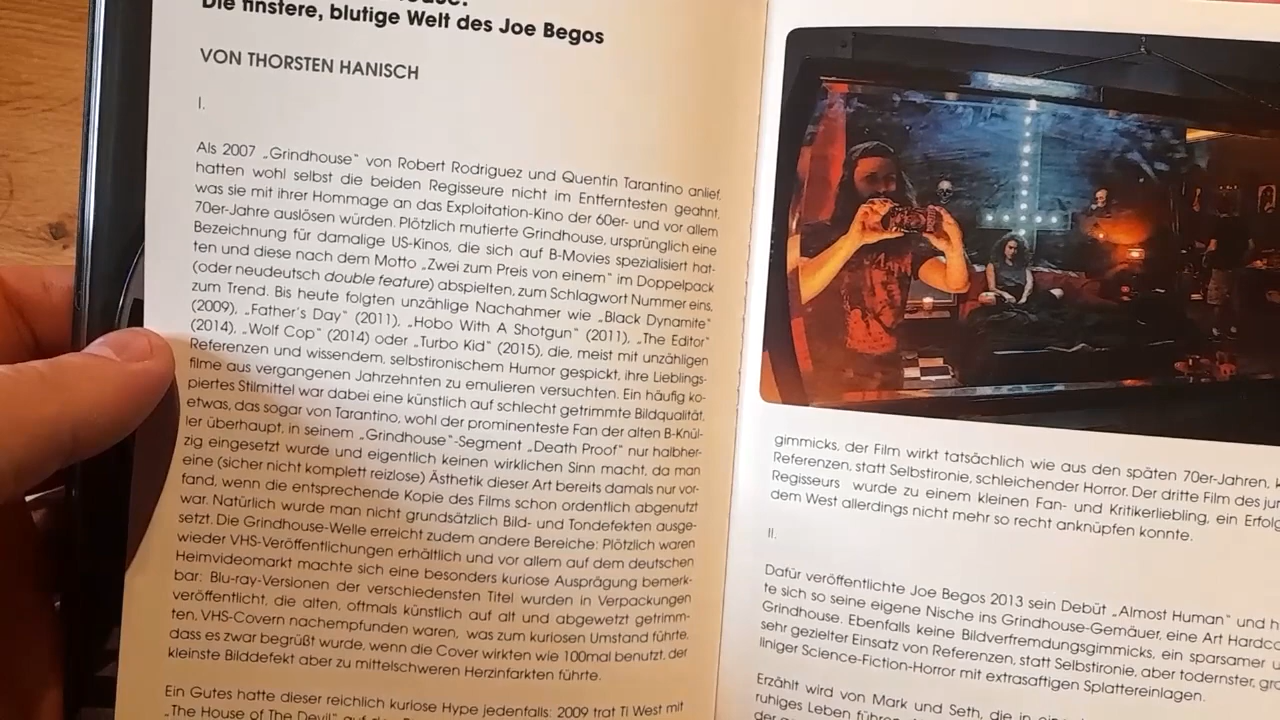 Die finstere, blutige Welt des Joe Begos
VON THORSTEN HANISCH
I.
Als 2007 „Grindhouse“ von Robert Rodriguez und Quentin Tarantino anlief,
hatten wohl selbst die beiden Regisseure nicht im Entferntesten geahnt,
was sie mit ihrer Hommage an das Exploitation-Kino der 60er- und vor allem
70er-Jahre auslösen würden. Plötzlich mutierte Grindhouse, ursprünglich eine
Bezeichnung für damalige US-Kinos, die sich auf B-Movies spezialisiert hat-
ten und diese nach dem Motto „Zwei zum Preis von einem“ im Doppelpack
(oder neudeutsch double feature) abspielten, zum Schlagwort Nummer eins,
zum Trend. Bis heute folgten unzählige Nachahmer wie „Black Dynamite“
(2009), „Father's Day“ (2011), „Hobo With A Shotgun“ (2011), „The Editor“
(2014), „Wolf Cop“ (2014) oder „Turbo Kid“ (2015), die, meist mit unzähligen
Referenzen und wissendem, selbstironischem Humor gespickt, ihre Lieblings-
filme aus vergangenen Jahrzehnten zu emulieren versuchten. Ein häufig ko-
piertes Stilmittel war dabei eine künstlich auf schlecht getrimmte Bildqualität,
etwas, das sogar von Tarantino, wohl der prominenteste Fan der alten B-Knül-
ler überhaupt, in seinem „Grindhouse“-Segment „Death Proof“ nur halbher-
zig eingesetzt wurde und eigentlich keinen wirklichen Sinn macht, da man
eine (sicher nicht komplett reizlose) Ästhetik dieser Art bereits damals nur vor-
fand, wenn die entsprechende Kopie des Films schon ordentlich abgenutzt
war. Natürlich wurde man nicht grundsätzlich Bild- und Tondefekten ausge-
setzt. Die Grindhouse-Welle erreicht zudem andere Bereiche: Plötzlich waren
wieder VHS-Veröffentlichungen erhältlich und vor allem auf dem deutschen
Heimvideomarkt machte sich eine besonders kuriose Ausprägung bemerk-
bar: Blu-ray-Versionen der verschiedensten Titel wurden in Verpackungen
veröffentlicht, die alten, oftmals künstlich auf alt und abgewetzt getrimm-
ten, VHS-Covern nachempfunden waren, was zum kuriosen Umstand führte,
dass es zwar begrüßt wurde, wenn die Cover wirkten wie 100mal benutzt, der
kleinste Bilddefekt aber zu mittelschweren Herzinfarkten führte.
Ein Gutes hatte dieser reichlich kuriose Hype jedenfalls: 2009 trat Ti West mit
„The House of The Devil“ auf
gimmicks, der Film wirkt tatsächlich wie aus den späten 70er-Jahren,
Referenzen, statt Selbstironie, schleichender Horror. Der dritte Film des
Regisseurs wurde zu einem kleinen Fan- und Kritikerliebling, ein
dem West allerdings nicht mehr so recht anknüpfen konnte.
II.
Dafür veröffentlichte Joe Begos 2013 sein Debüt „Almost Human“ und
te sich so seine eigene Nische ins Grindhouse-Gemäuer, eine Art
Grindhouse. Ebenfalls keine Bildverfremdungsgimmicks, ein sparsamer
sehr gezielter Einsatz von Referenzen, statt Selbstironie, aber todernster,
liniger Science-Fiction-Horror mit extrasaftigen Splattereinlagen.
Erzählt wird von Mark und Seth, die in
ruhiges Leben